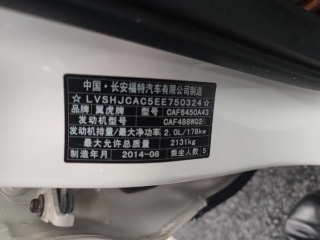 中国·长安福特汽车有限公司制造
☆LVSHJCAC5EE750324☆
品牌 翼虎牌 整车型号 CAF6450A43
发动机型号 CAF488WQ2
发动机排量/最大净功率 2.0L/178kw
最大允许总质量 2131kg
制造年月 2014-08 乘坐人数 5